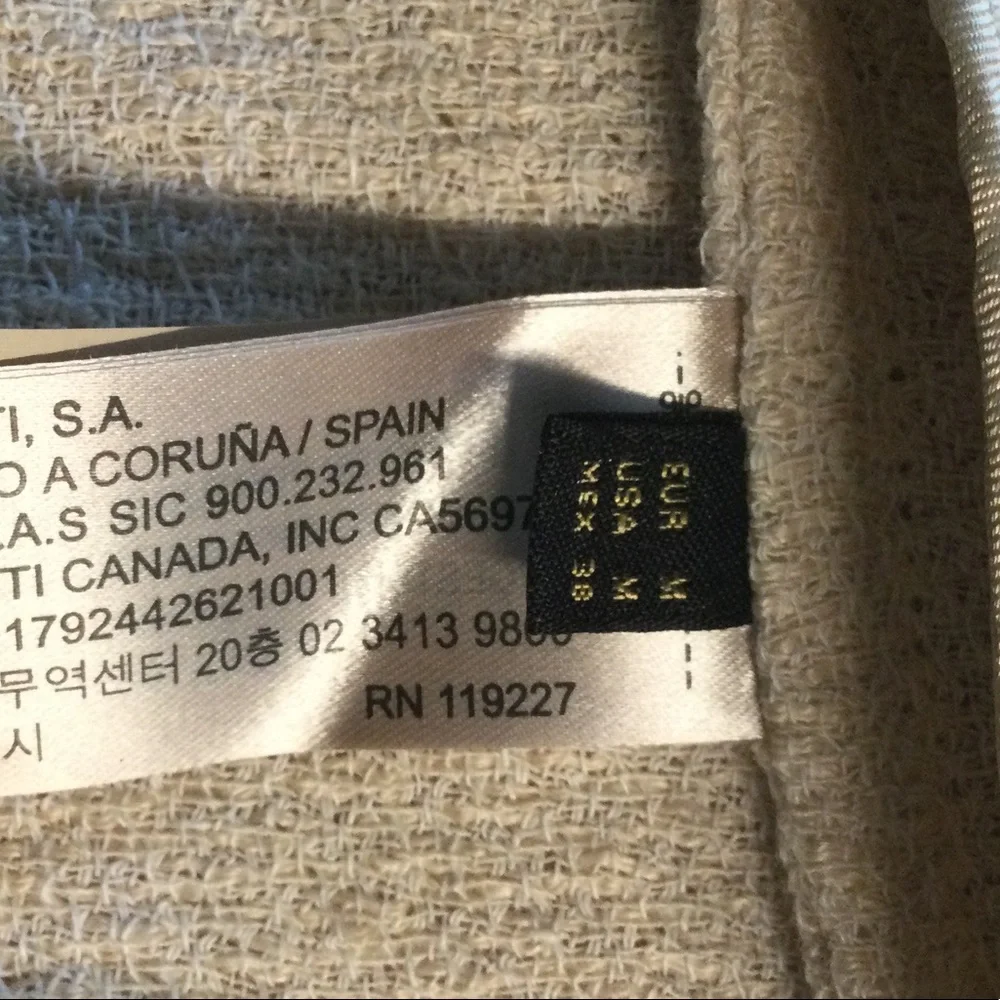 TI, S.A.
O A CORUÑA / SPAIN
.A.S SIC 900.232.961
TI CANADA, INC CA5697
1792442621001
무역센터 20층 02 3413 98
시
RN 119227
EUR M
USA M
MEX 38